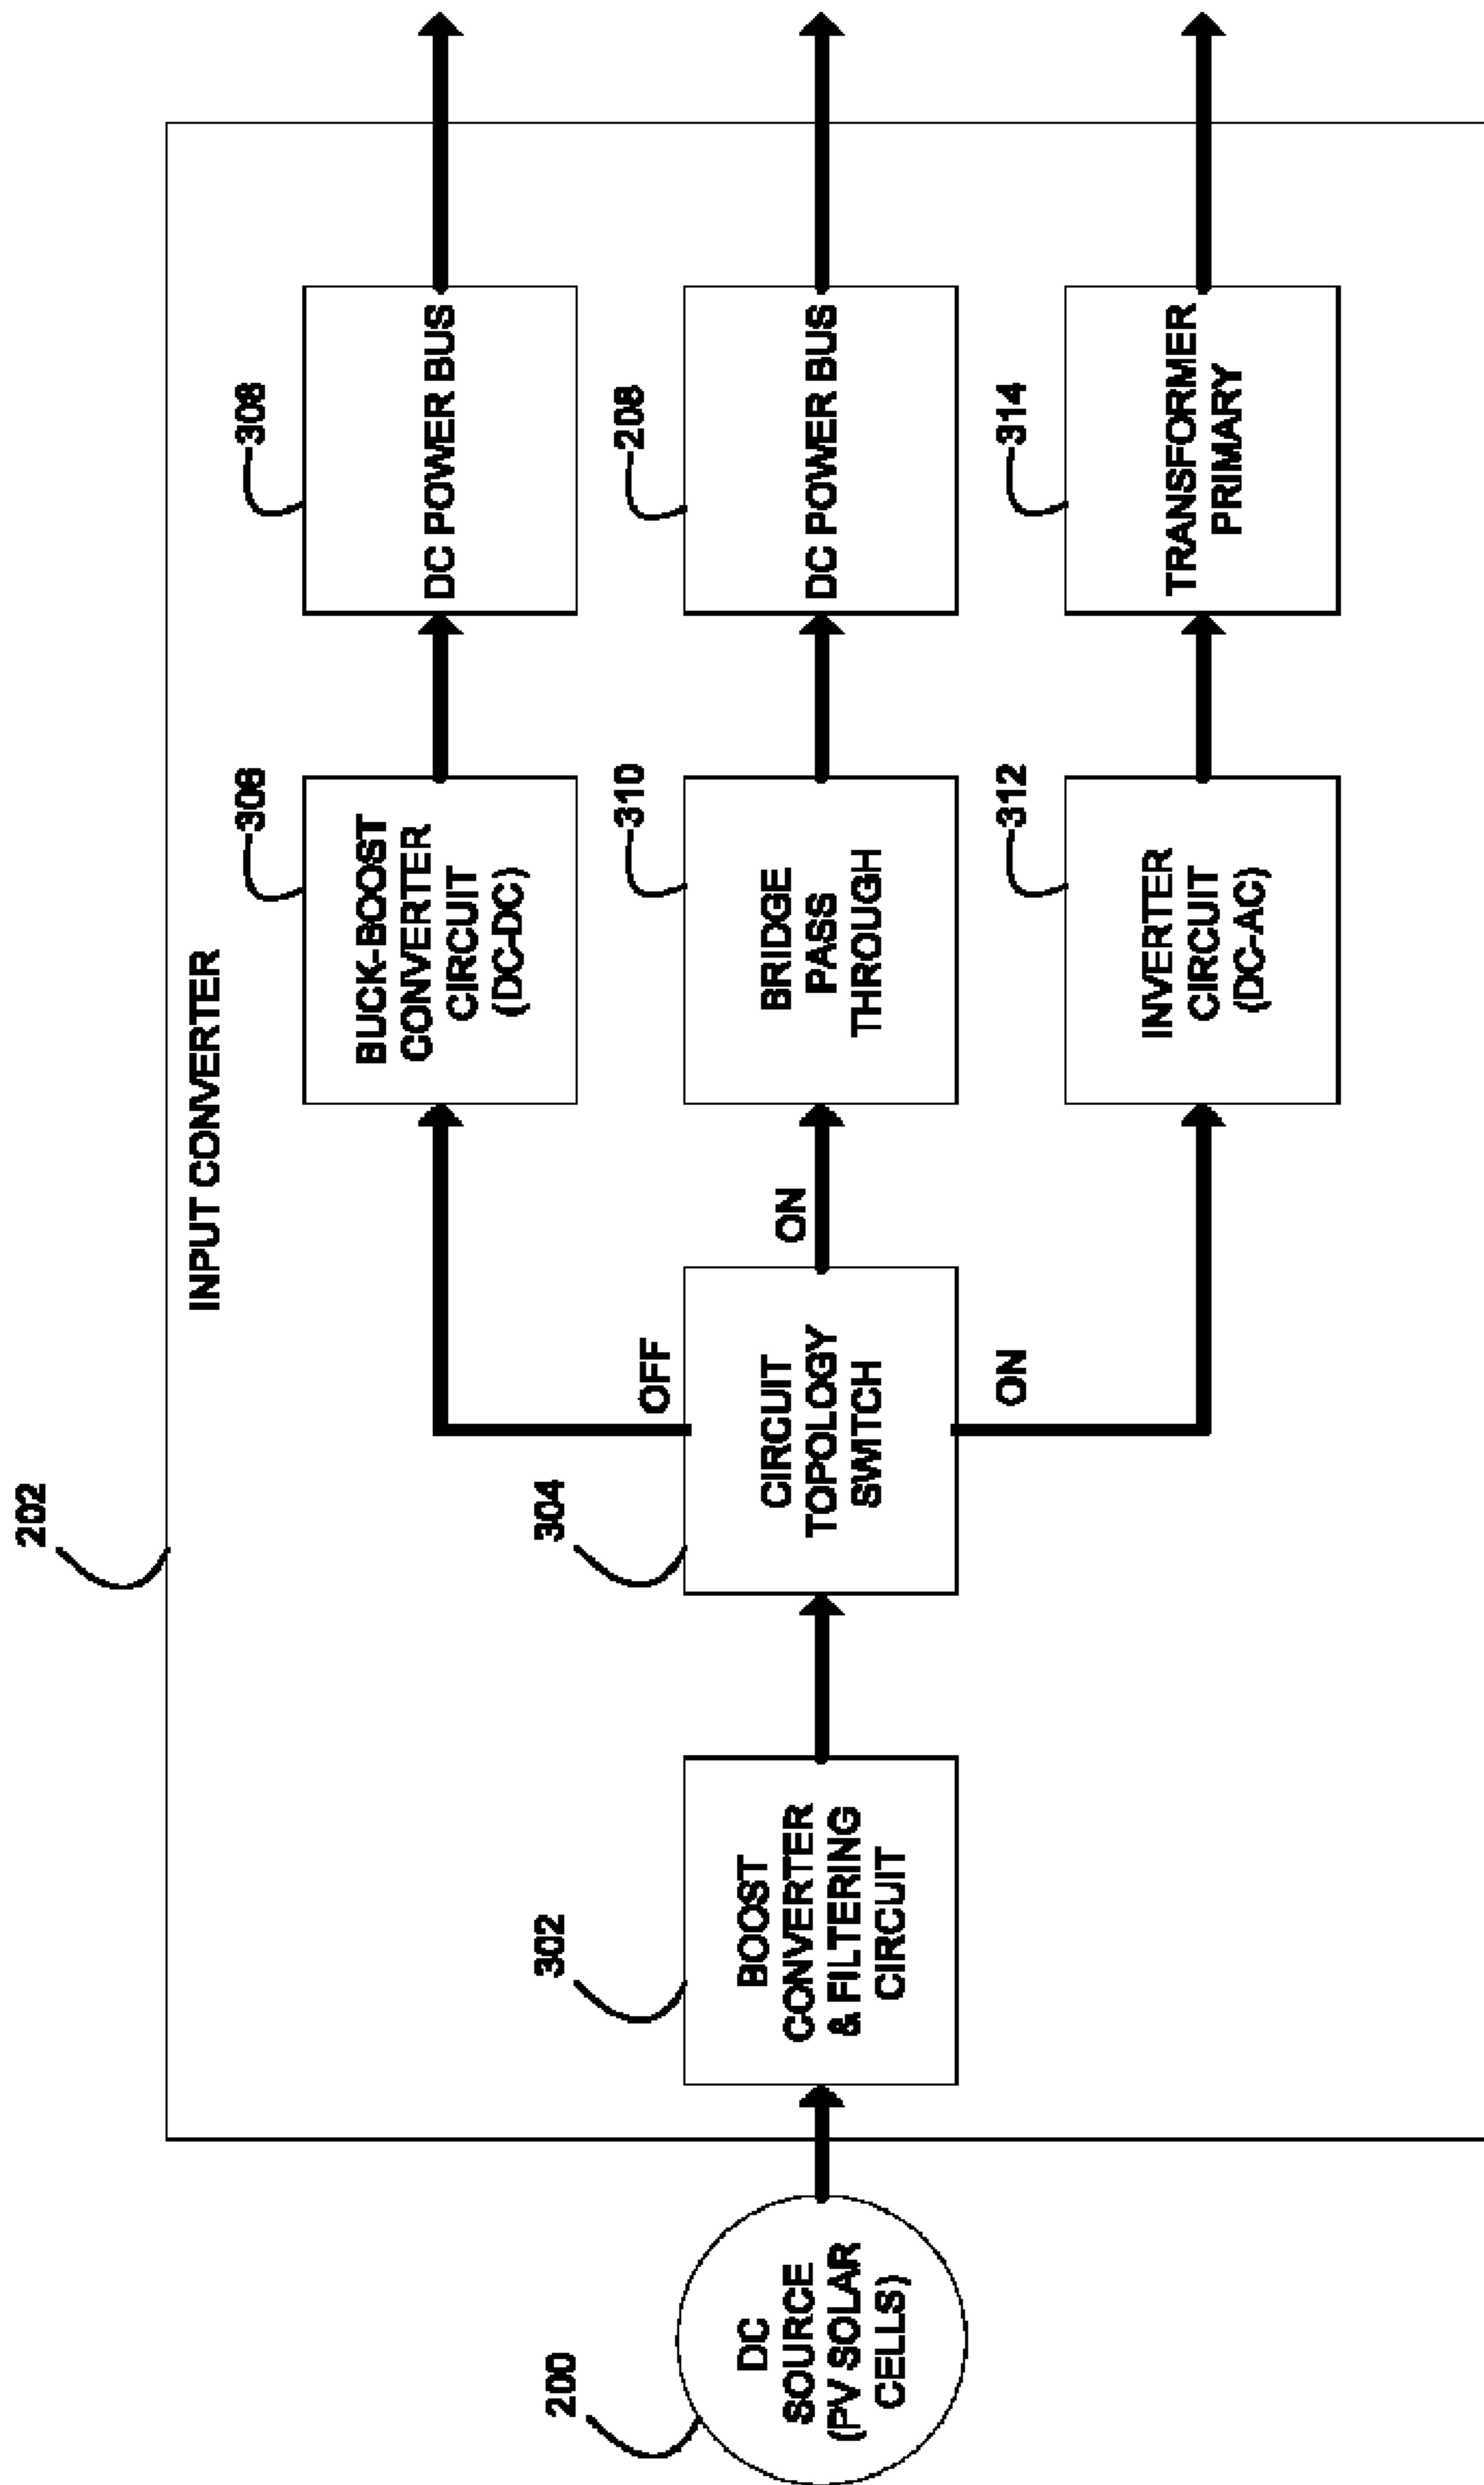 202
INPUT CONVERTER
200
DC
SOURCE
(PV SOLAR
CELLS)
302
BOOST
CONVERTER
& FILTERING
CIRCUIT
304
CIRCUIT
TOPOLOGY
SWITCH
OFF
ON
ON
306
BUCK-BOOST
CONVERTER
CIRCUIT
(DC-DC)
308
DC POWER BUS
310
BRIDGE
PASS
THROUGH
208
DC POWER BUS
312
INVERTER
CIRCUIT
(DC-AC)
314
TRANSFORMER
PRIMARY